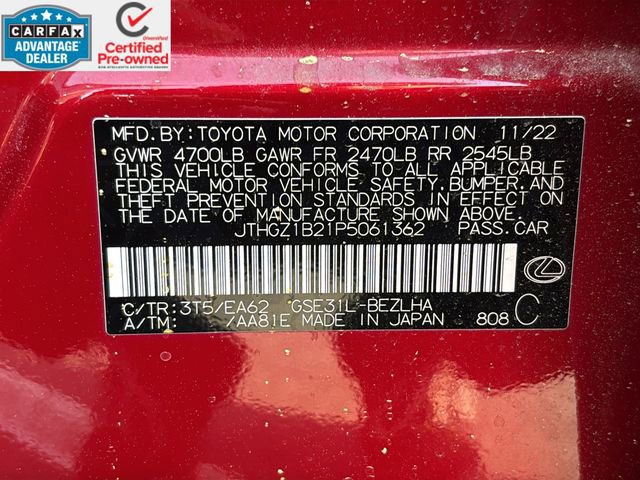 CARFAX
ADVANTAGE
DEALER
Certified
Pre-owned
MFD.BY:TOYOTA MOTOR CORPORATION 11/22
GVWR 4700LB GAWR FR 2470LB RR 2545LB
THIS VEHICLE CONFORMS TO ALL APPLICABLE
FEDERAL MOTOR VEHICLE SAFETY,BUMPER,AND
THEFT PREVENTION STANDARDS IN EFFECT ON
THE DATE OF MANUFACTURE SHOWN ABOVE.
JTHGZ1B21P5061362 PASS.CAR
C/TR:3T5/EA62 GSE31L-BEZLHA
A/TM: /AA81E MADE IN JAPAN 808 C